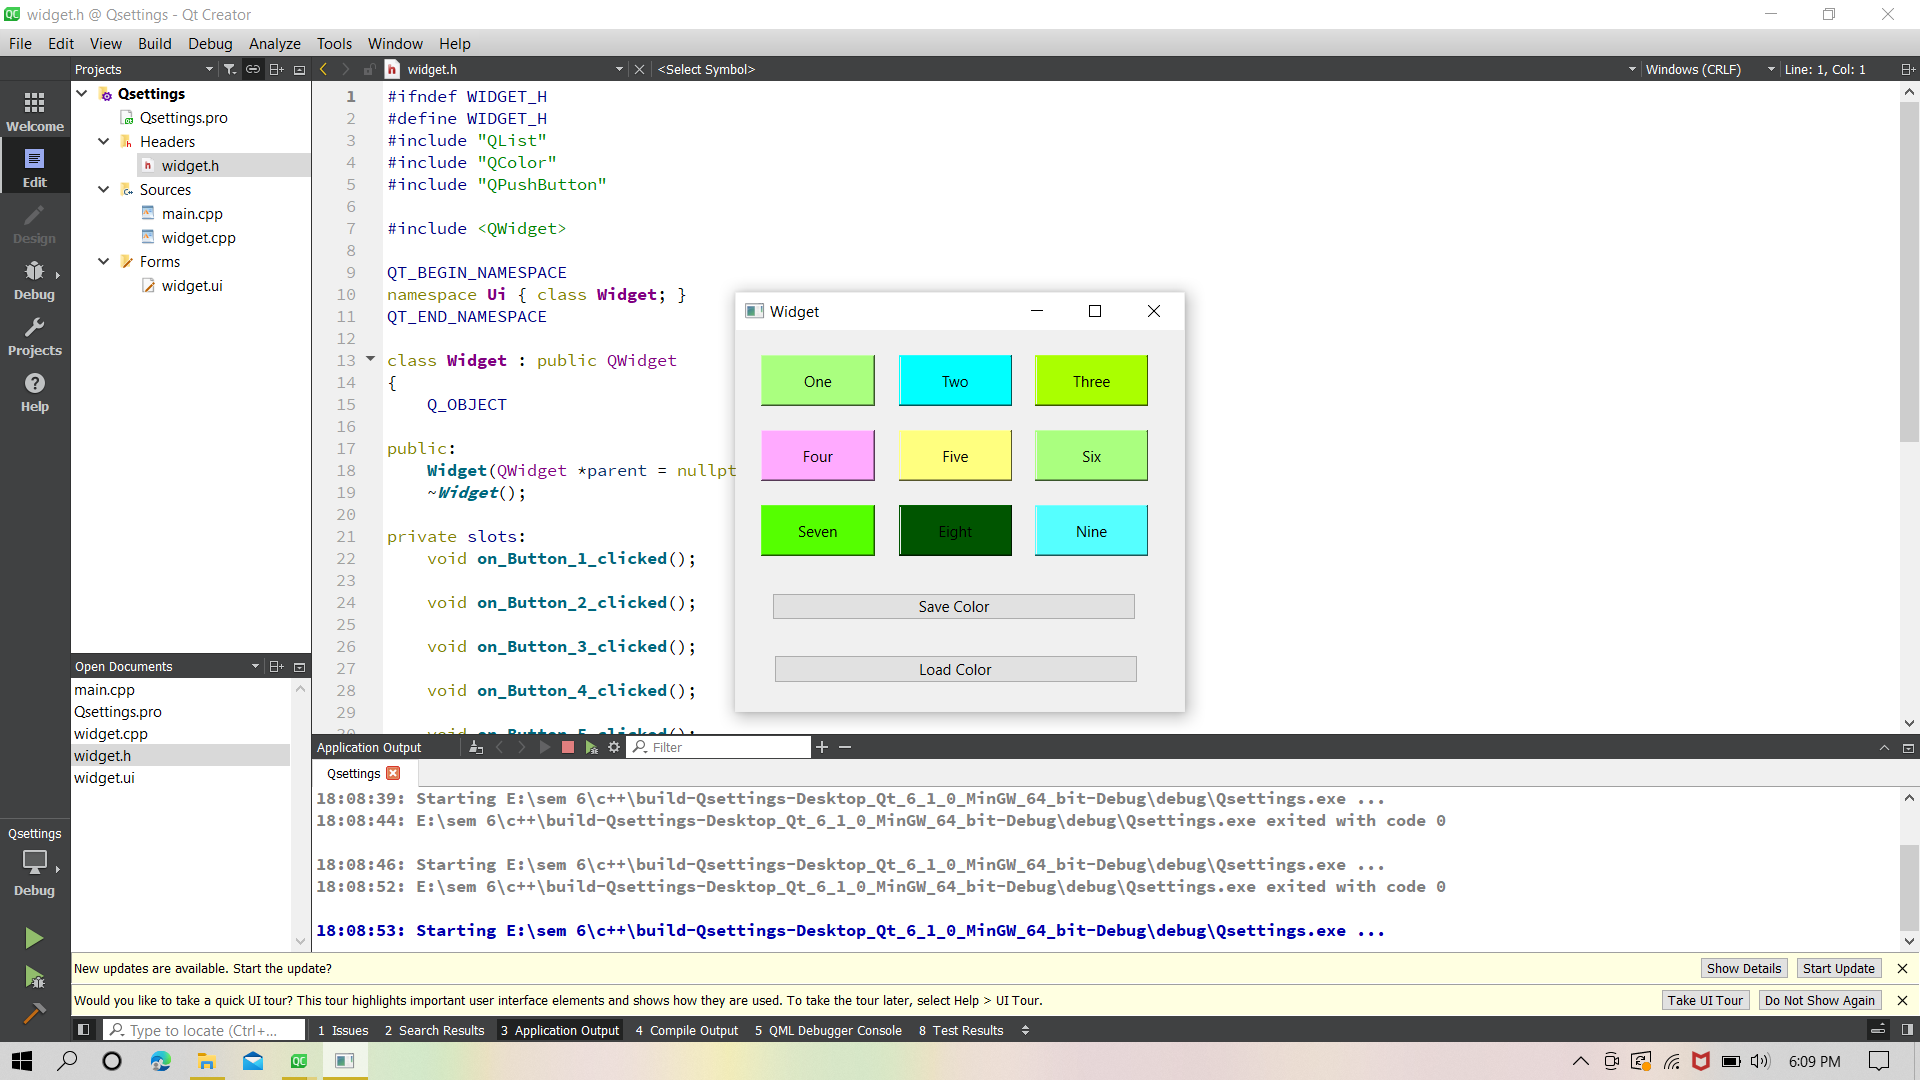 widget.h @ Qsettings - Qt Creator
File Edit View Build Debug Analyze Tools Window Help
Projects
widget.h
<Select Symbol>
Windows (CRLF)
Line: 1, Col: 1
Welcome
Edit
Design
Debug
Projects
Help
Qsettings
Qsettings.pro
Headers
widget.h
Sources
main.cpp
widget.cpp
Forms
widget.ui
1 #ifndef WIDGET_H
2 #define WIDGET_H
3 #include "QList"
4 #include "QColor"
5 #include "QPushButton"
6
7 #include <QWidget>
8
9 QT_BEGIN_NAMESPACE
10 namespace Ui { class Widget; }
11 QT_END_NAMESPACE
12
13 class Widget : public QWidget
14 {
15 Q_OBJECT
16
17 public:
18 Widget(QWidget *parent = nullpt
19 ~Widget();
20
21 private slots:
22 void on_Button_1_clicked();
23
24 void on_Button_2_clicked();
25
26 void on_Button_3_clicked();
27
28 void on_Button_4_clicked();
29
30 void on_Button_5_clicked();
Widget
One Two Three
Four Five Six
Seven Eight Nine
Save Color
Load Color
Open Documents
main.cpp
Qsettings.pro
widget.cpp
widget.h
widget.ui
Qsettings
Debug
Application Output
Filter
Qsettings
18:08:39: Starting E:\sem 6\c++\build-Qsettings-Desktop_Qt_6_1_0_MinGW_64_bit-Debug\debug\Qsettings.exe ...
18:08:44: E:\sem 6\c++\build-Qsettings-Desktop_Qt_6_1_0_MinGW_64_bit-Debug\debug\Qsettings.exe exited with code 0
18:08:46: Starting E:\sem 6\c++\build-Qsettings-Desktop_Qt_6_1_0_MinGW_64_bit-Debug\debug\Qsettings.exe ...
18:08:52: E:\sem 6\c++\build-Qsettings-Desktop_Qt_6_1_0_MinGW_64_bit-Debug\debug\Qsettings.exe exited with code 0
18:08:53: Starting E:\sem 6\c++\build-Qsettings-Desktop_Qt_6_1_0_MinGW_64_bit-Debug\debug\Qsettings.exe ...
New updates are available. Start the update?
Show Details
Start Update
Would you like to take a quick UI tour? This tour highlights important user interface elements and shows how they are used. To take the tour later, select Help > UI Tour.
Take UI Tour
Do Not Show Again
Type to locate (Ctrl+...
1 Issues
2 Search Results
3 Application Output
4 Compile Output
5 QML Debugger Console
8 Test Results
6:09 PM